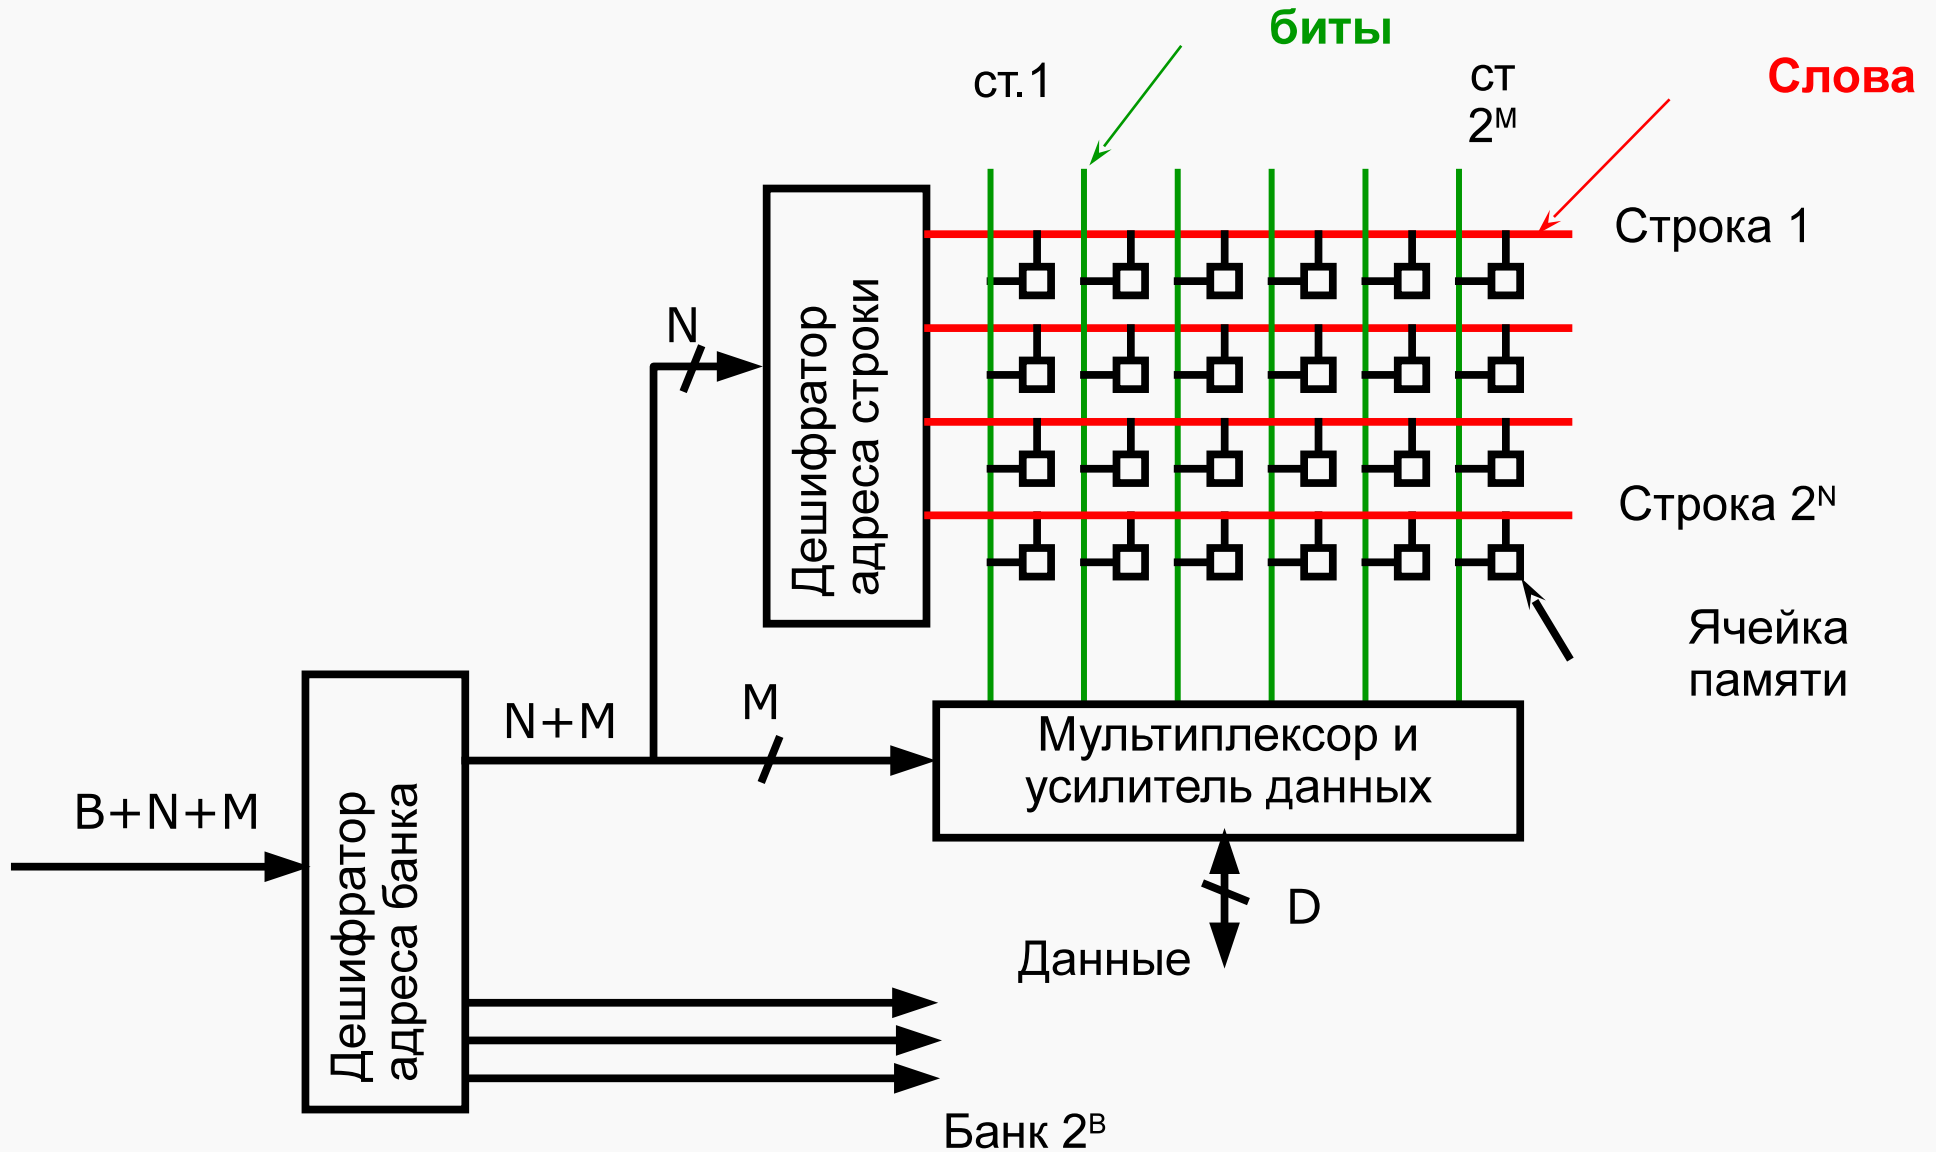 биты
ст.1
ст
2ᴹ
Слова
Строка 1
N
Дешифратор
адреса строки
Строка 2ᴺ
Ячейка
памяти
N+M
M
Мультиплексор и
усилитель данных
B+N+M
Дешифратор
адреса банка
D
Данные
Банк 2ᴮ